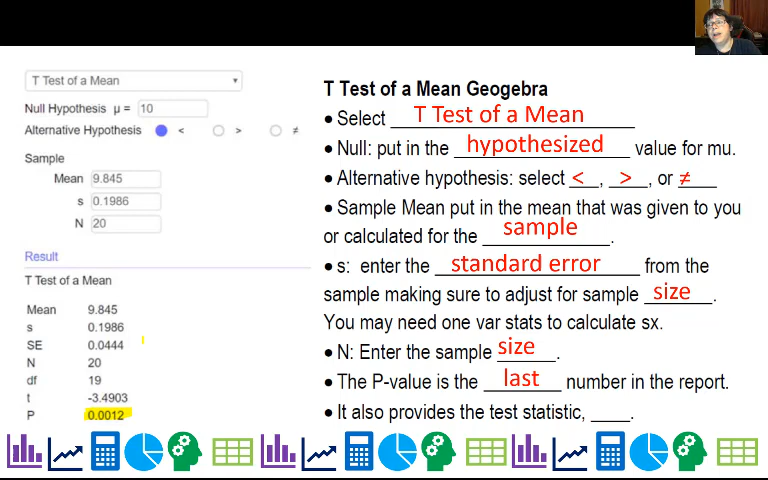 T Test of a Mean
Null Hypothesis μ = 10
Alternative Hypothesis < > ≠
Sample
Mean 9.845
s 0.1986
N 20
Result
T Test of a Mean
Mean 9.845
s 0.1986
SE 0.0444
N 20
df 19
t -3.4903
P 0.0012
T Test of a Mean Geogebra
• Select T Test of a Mean
• Null: put in the hypothesized value for mu.
• Alternative hypothesis: select <, >, or ≠
• Sample Mean put in the mean that was given to you
or calculated for the sample.
• s: enter the standard error from the
sample making sure to adjust for sample size.
You may need one var stats to calculate sx.
• N: Enter the sample size.
• The P-value is the last number in the report.
• It also provides the test statistic, ____.